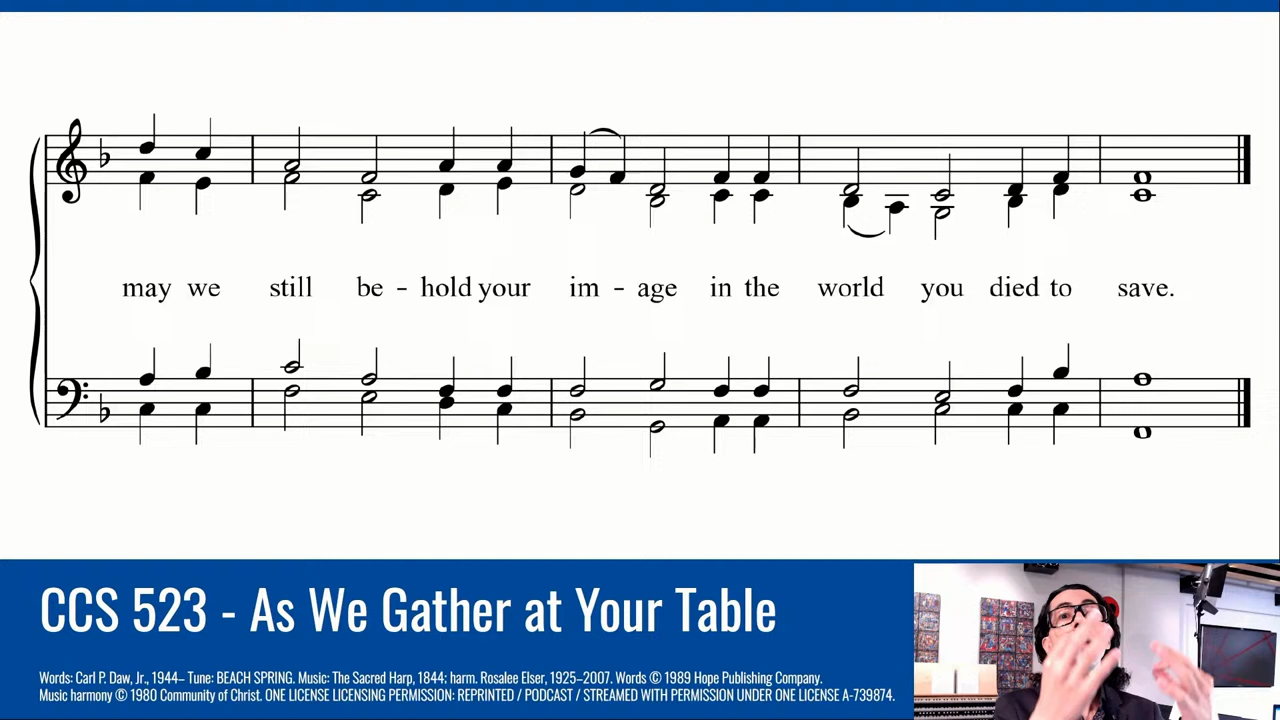 may we still be - hold your im - age in the world you died to save.
CCS 523 - As We Gather at Your Table
Words: Carl P. Daw, Jr., 1944– Tune: BEACH SPRING. Music: The Sacred Harp, 1844; harm. Rosalee Elser, 1925–2007. Words © 1989 Hope Publishing Company.
Music harmony © 1980 Community of Christ. ONE LICENSE LICENSING PERMISSION: REPRINTED / PODCAST / STREAMED WITH PERMISSION UNDER ONE LICENSE A-739874.